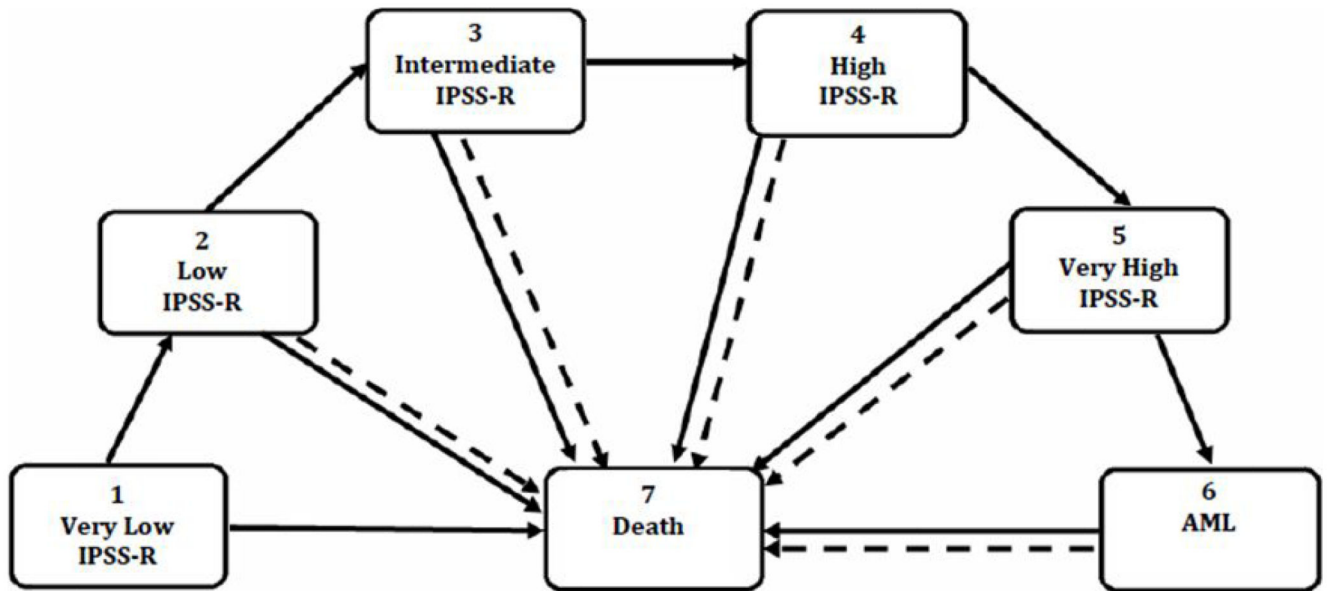 1
Very Low
IPSS-R
2
Low
IPSS-R
3
Intermediate
IPSS-R
4
High
IPSS-R
5
Very High
IPSS-R
6
AML
7
Death